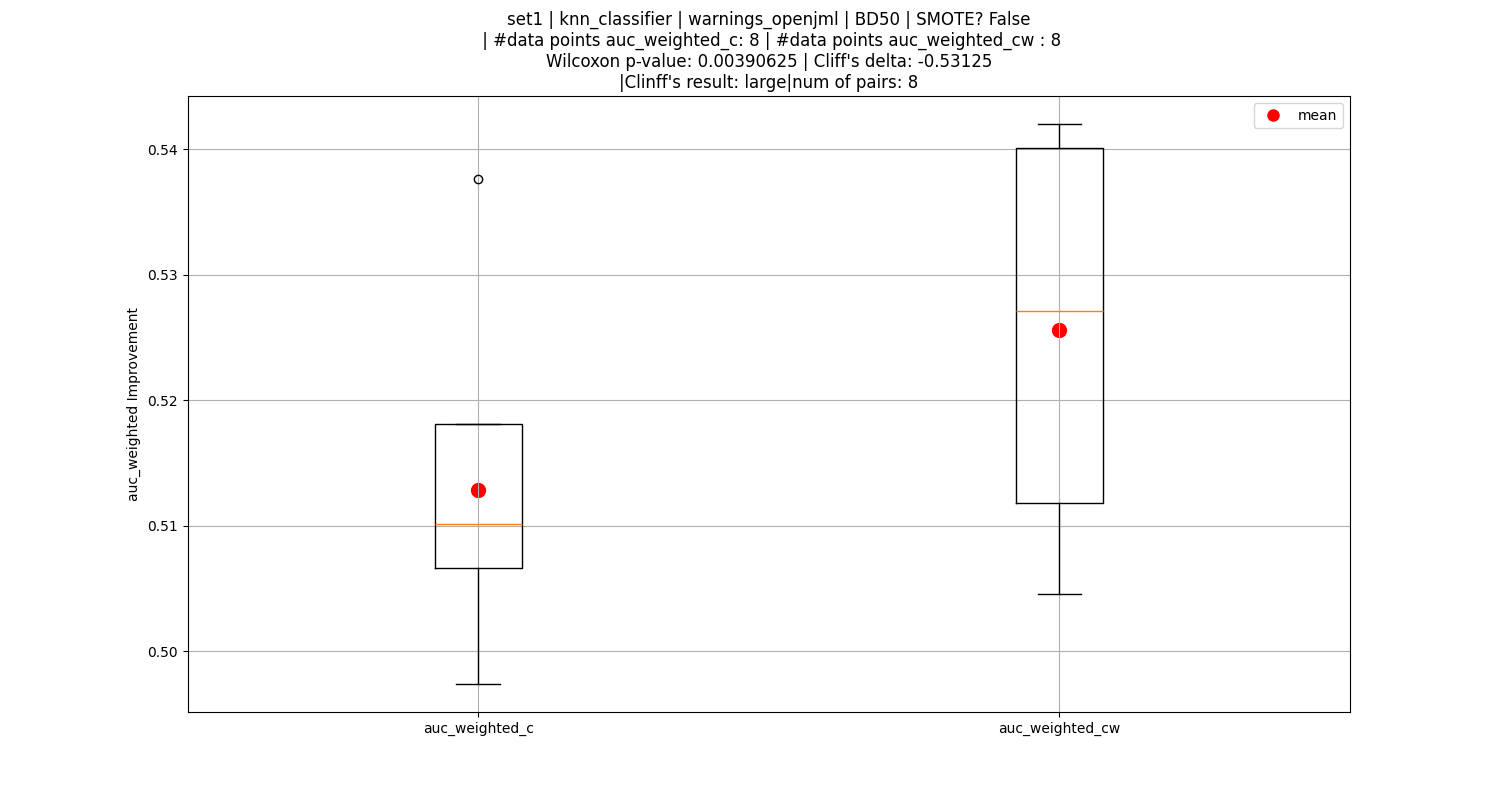 set1 | knn_classifier | warnings_openjml | BD50 | SMOTE? False
| #data points auc_weighted_c: 8 | #data points auc_weighted_cw : 8
Wilcoxon p-value: 0.00390625 | Cliff's delta: -0.53125
|Clinff's result: large|num of pairs: 8
mean
0.54
0.53
0.52
0.51
0.50
auc_weighted Improvement
auc_weighted_c
auc_weighted_cw